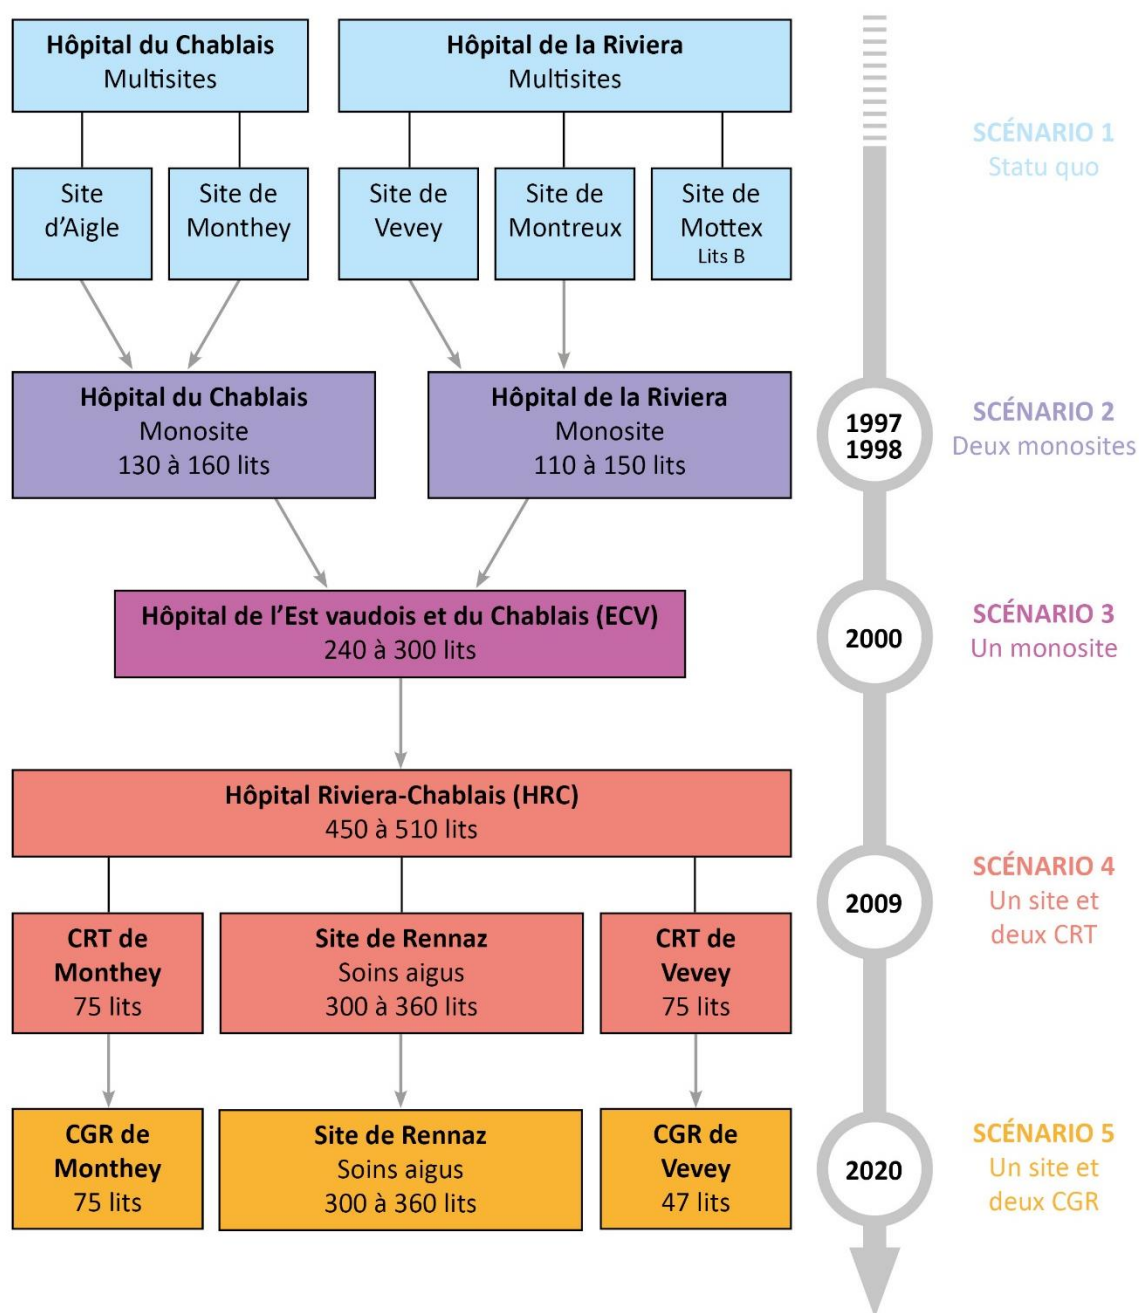 Hôpital du Chablais
Multisites
Hôpital de la Riviera
Multisites
SCÉNARIO 1
Statu quo
Site
d'Aigle
Site de
Monthey
Site de
Vevey
Site de
Montreux
Site de
Mottex
Lits B
Hôpital du Chablais
Monosite
130 à 160 lits
Hôpital de la Riviera
Monosite
110 à 150 lits
1997
1998
SCÉNARIO 2
Deux monosites
Hôpital de l'Est vaudois et du Chablais (ECV)
240 à 300 lits
2000
SCÉNARIO 3
Un monosite
Hôpital Riviera-Chablais (HRC)
450 à 510 lits
CRT de
Monthey
75 lits
Site de Rennaz
Soins aigus
300 à 360 lits
CRT de
Vevey
75 lits
2009
SCÉNARIO 4
Un site et
deux CRT
CGR de
Monthey
75 lits
Site de Rennaz
Soins aigus
300 à 360 lits
CGR de
Vevey
47 lits
2020
SCÉNARIO 5
Un site et
deux CGR